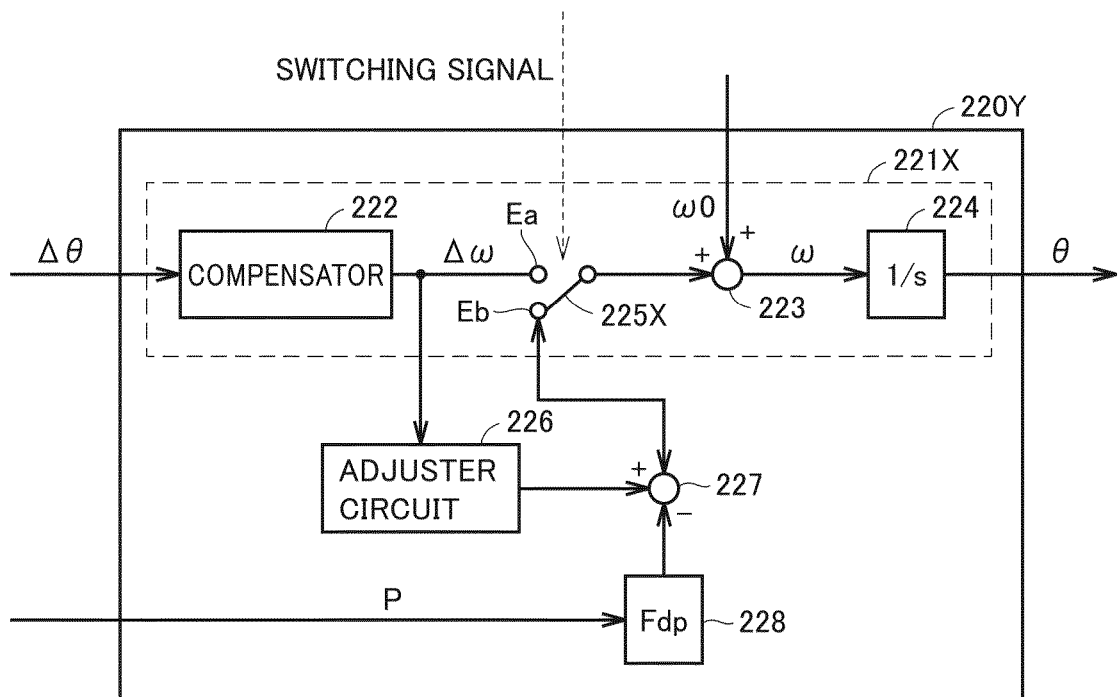 SWITCHING SIGNAL
220Y
221X
222
Ea
ω0
+
224
Δθ
COMPENSATOR
Δω
+
ω
1/s
θ
Eb
225X
223
226
ADJUSTER
CIRCUIT
+
227
−
P
Fdp
228